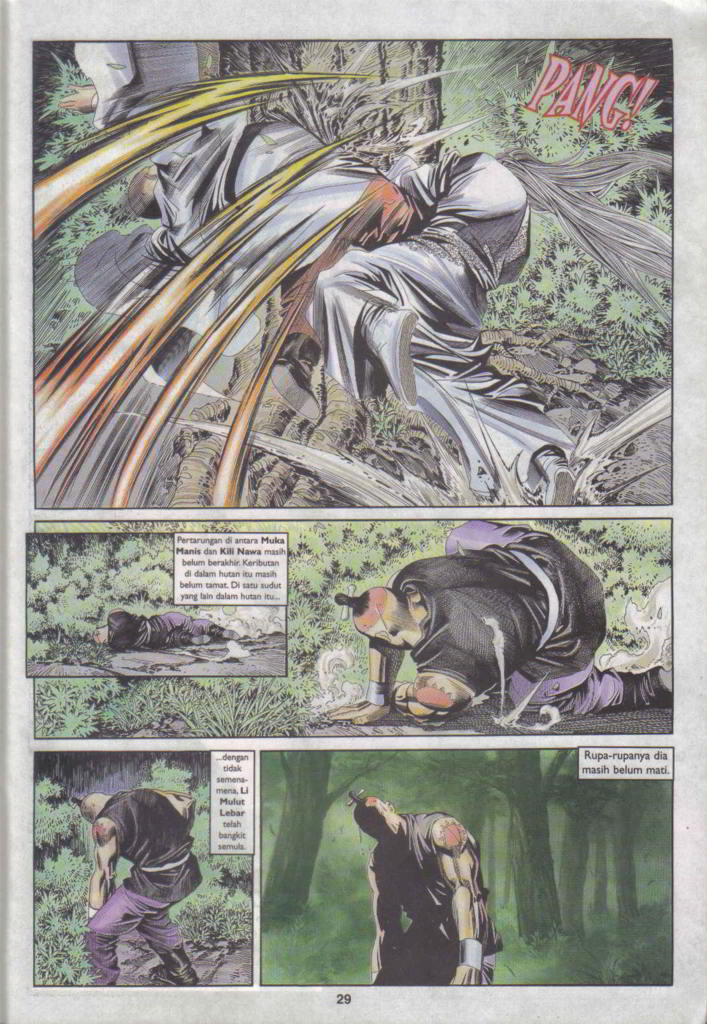 PANG!
Pertarungan di antara Muka
Manis dan Kili Nawa masih
belum berakhir. Keributan
di dalam hutan itu masih
belum tamat. Di satu sudut
yang lain dalam hutan itu...
...dengan
tidak
semena-
mena, Li
Mulut
Lebar
telah
bangkit
semula.
Rupa-rupanya dia
masih belum mati.
29